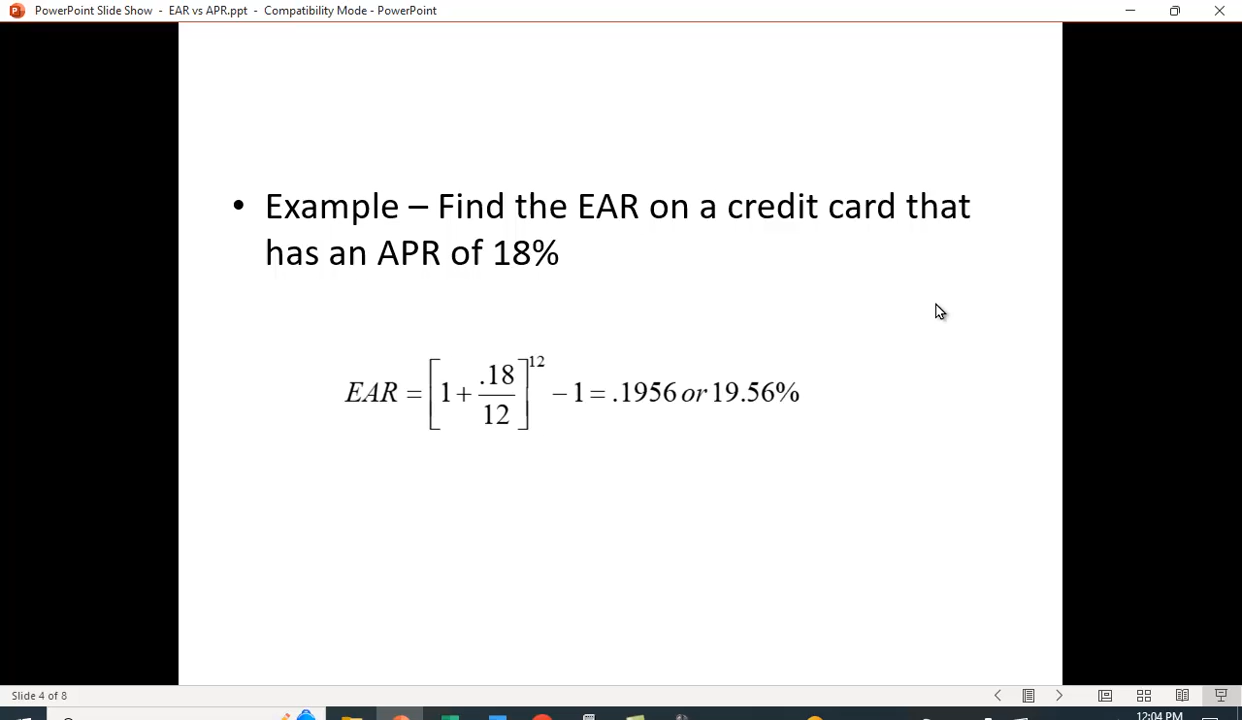 PowerPoint Slide Show - EAR vs APR.ppt - Compatibility Mode - PowerPoint
• Example – Find the EAR on a credit card that
has an APR of 18%
EAR = [1 + .18/12]^12 − 1 = .1956 or 19.56%
Slide 4 of 8
12:04 PM